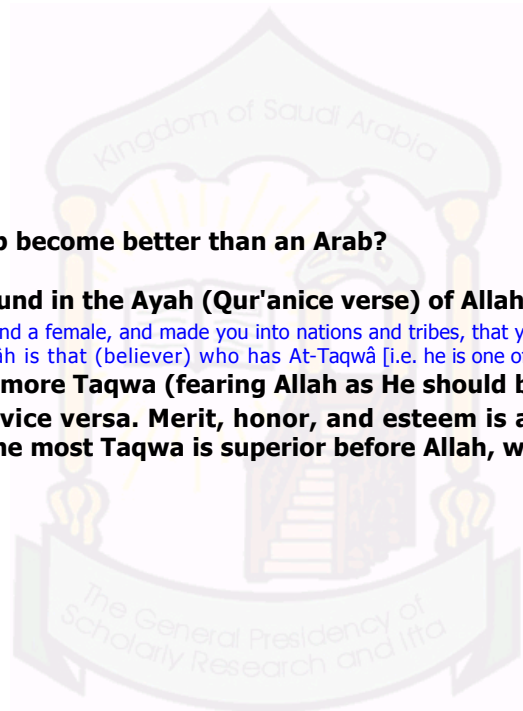 Kingdom of Saudi Arabia
become better than an Arab?
und in the Ayah (Qur'anice verse) of Allah
nd a female, and made you into nations and tribes, that y
h is that (believer) who has At-Taqwâ [i.e. he is one o
more Taqwa (fearing Allah as He should b
vice versa. Merit, honor, and esteem is a
he most Taqwa is superior before Allah, w
The General Presidency of
Scholarly Research and Ifta